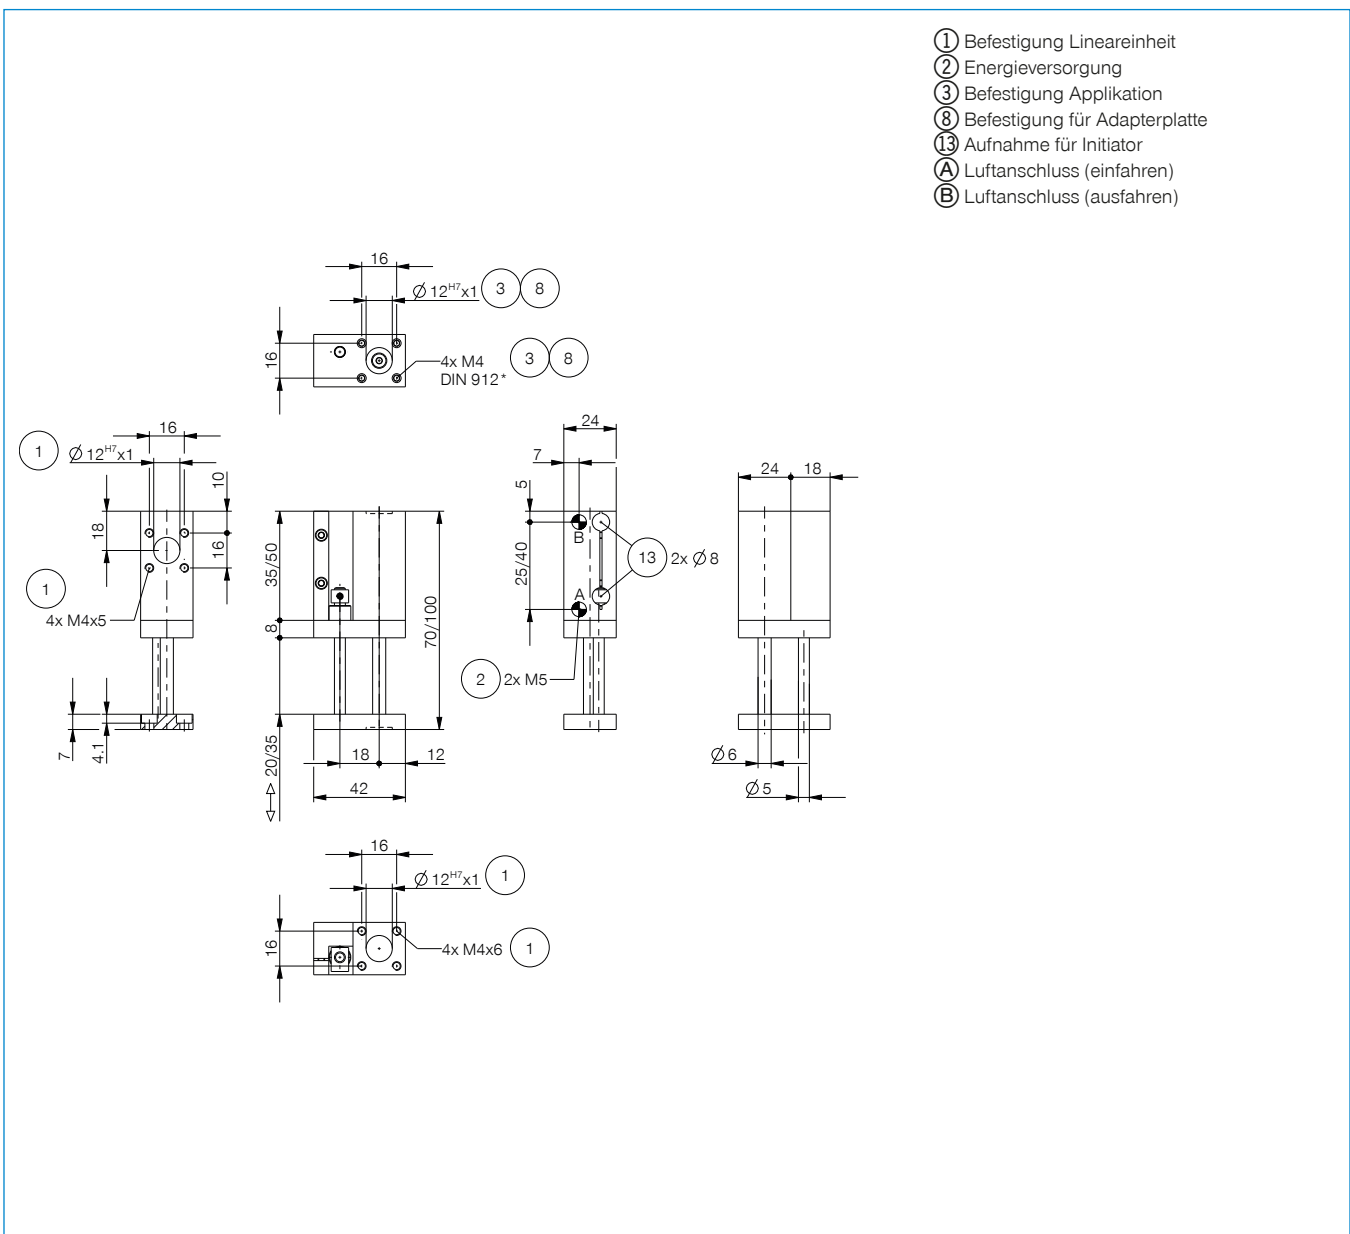 1 Befestigung Lineareinheit
2 Energieversorgung
3 Befestigung Applikation
8 Befestigung für Adapterplatte
13 Aufnahme für Initiator
A Luftanschluss (einfahren)
B Luftanschluss (ausfahren)
16
Ø 12H7x1 3 8
16
4x M4 3 8
DIN 912*
16
1 Ø 12H7x1
10
18
16
1
4x M4x5
7
4.1
35/50
8
20/35
70/100
18 12
42
24
7
5
25/40
B
A
13 2x Ø 8
2 2x M5
24 18
Ø 6
Ø 5
16
Ø 12H7x1 1
16
4x M4x6 1